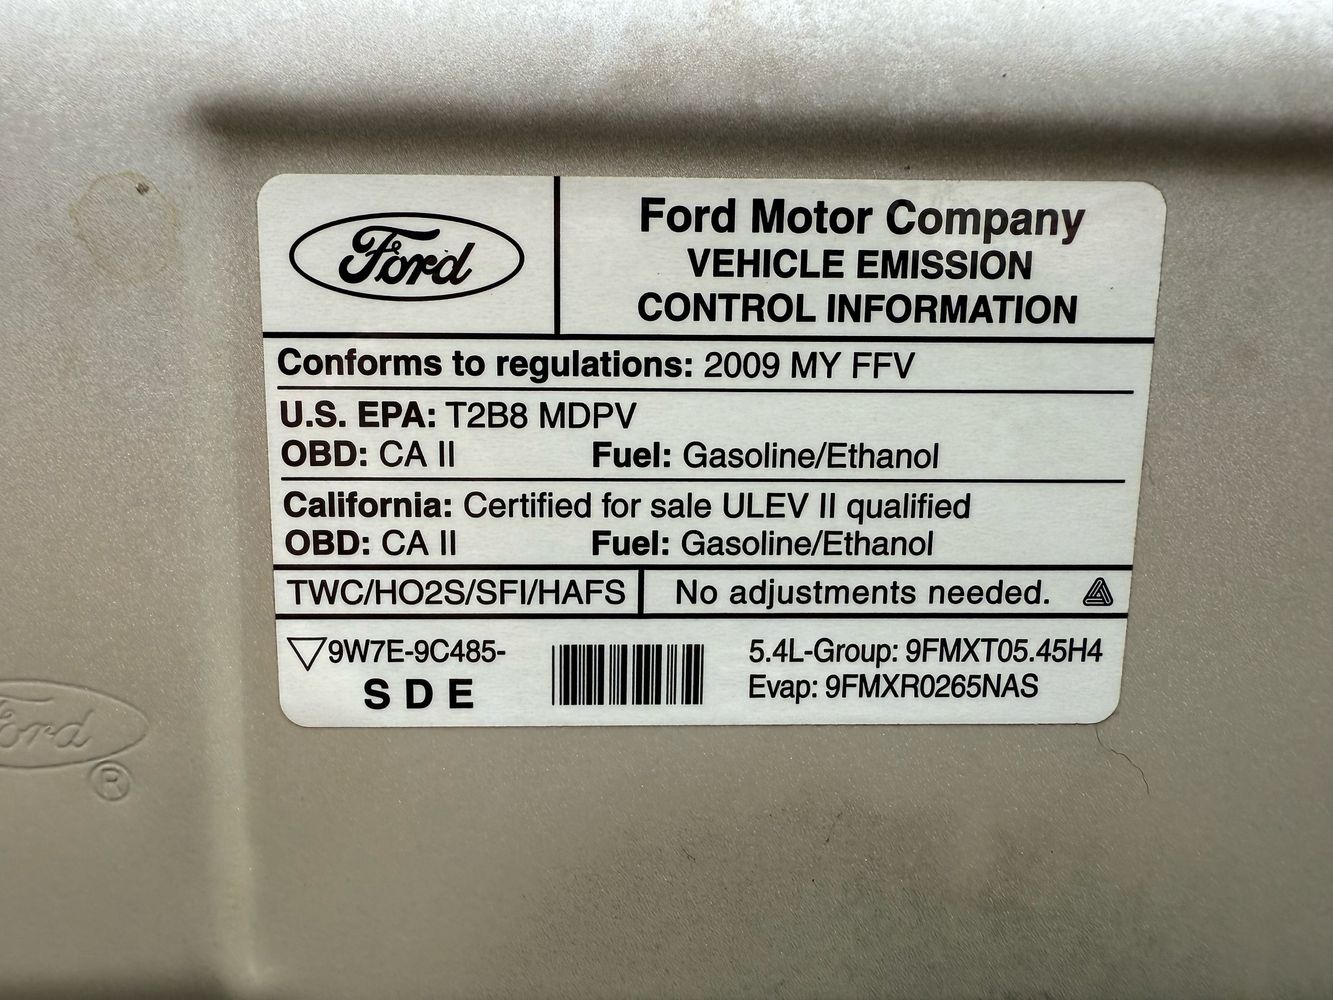 Ford
Ford Motor Company
VEHICLE EMISSION
CONTROL INFORMATION
Conforms to regulations: 2009 MY FFV
U.S. EPA: T2B8 MDPV
OBD: CA II Fuel: Gasoline/Ethanol
California: Certified for sale ULEV II qualified
OBD: CA II Fuel: Gasoline/Ethanol
TWC/HO2S/SFI/HAFS No adjustments needed.
9W7E-9C485-
S D E
5.4L-Group: 9FMXT05.45H4
Evap: 9FMXR0265NAS
Ford
®